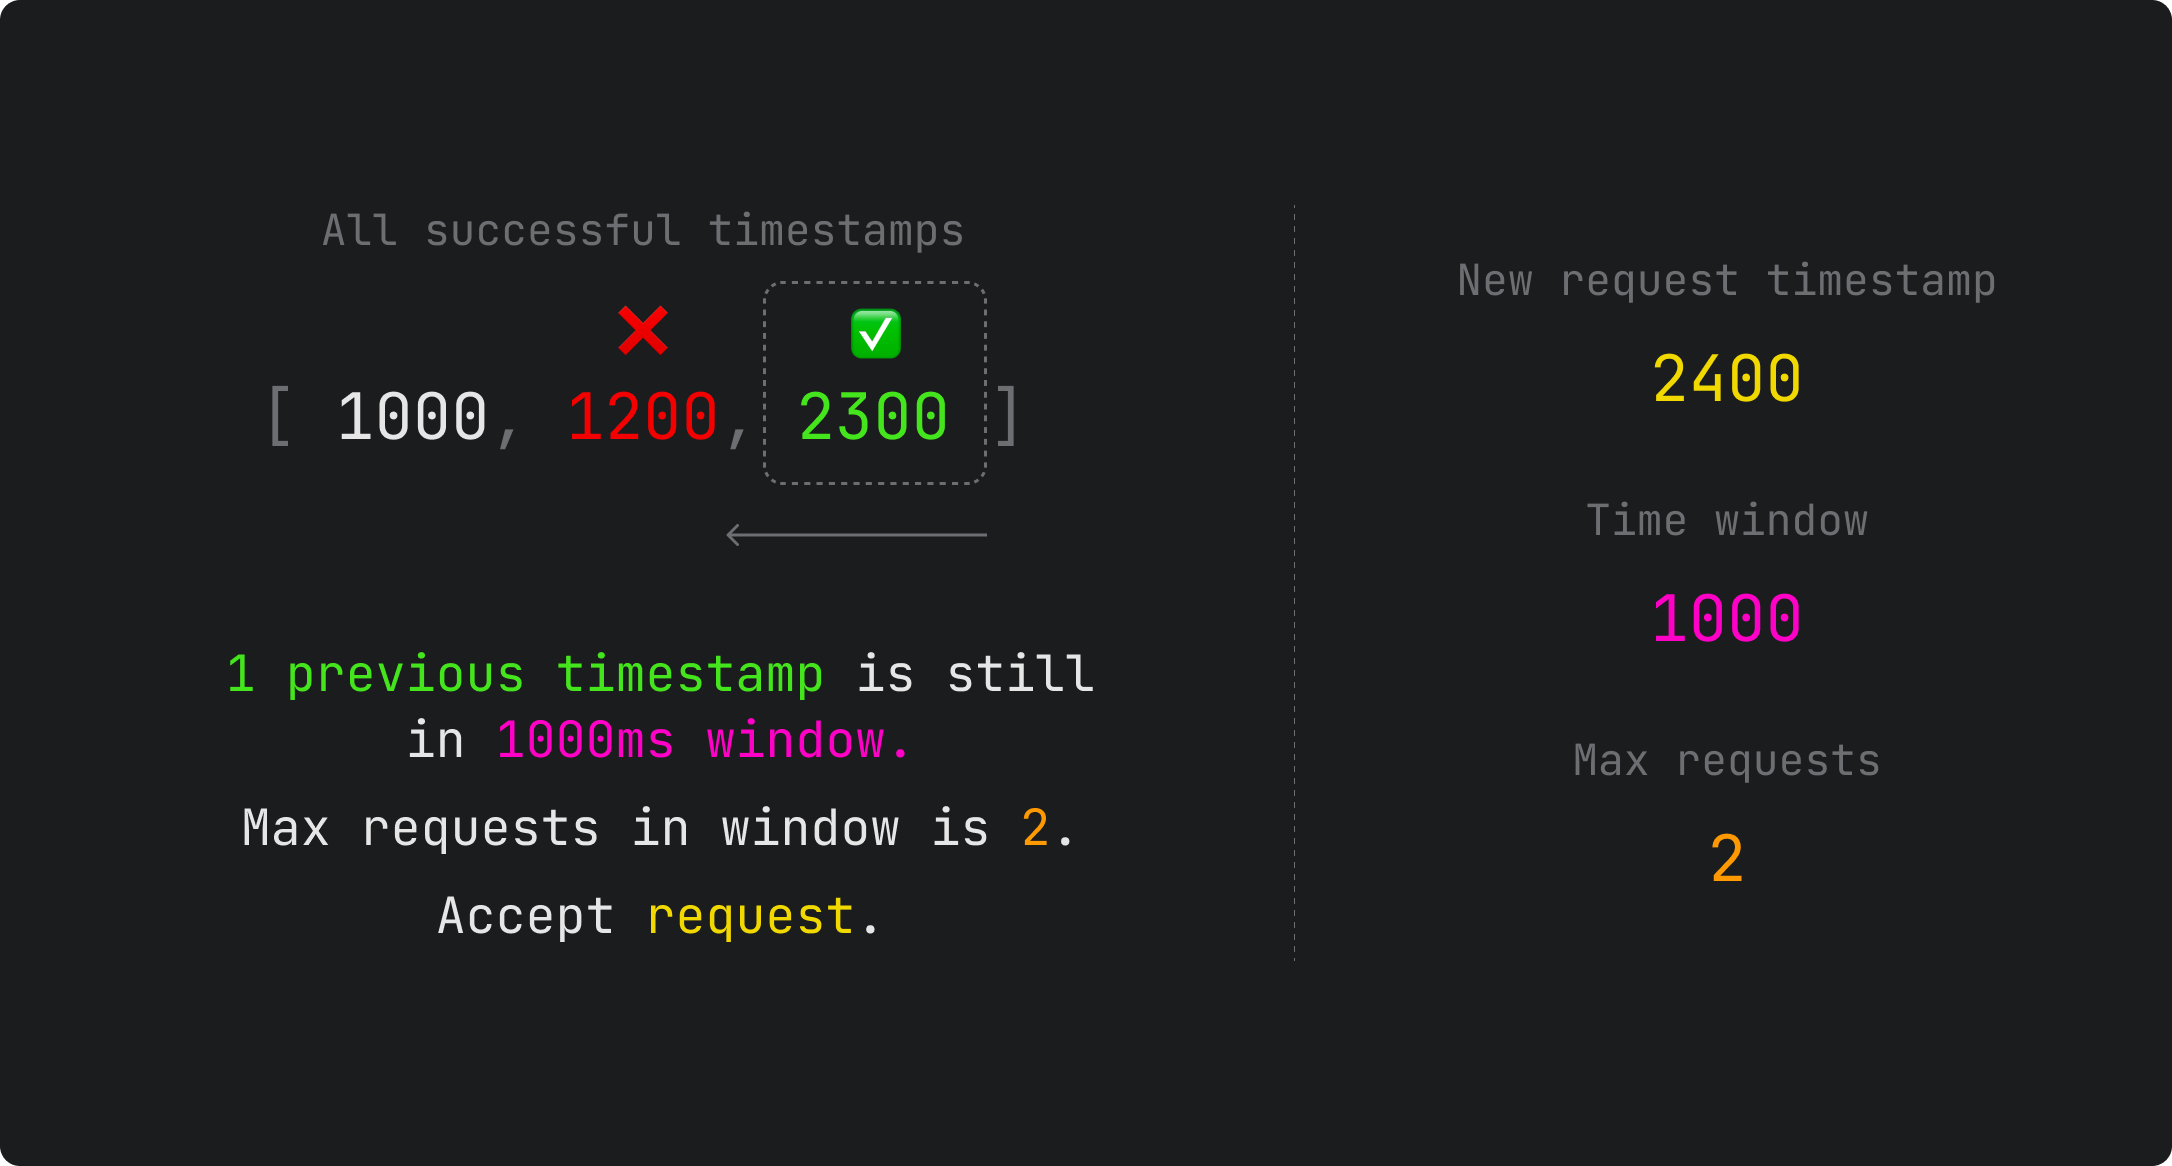 All successful timestamps
[ 1000, 1200, 2300 ]
1 previous timestamp is still
in 1000ms window.
Max requests in window is 2.
Accept request.
New request timestamp
2400
Time window
1000
Max requests
2